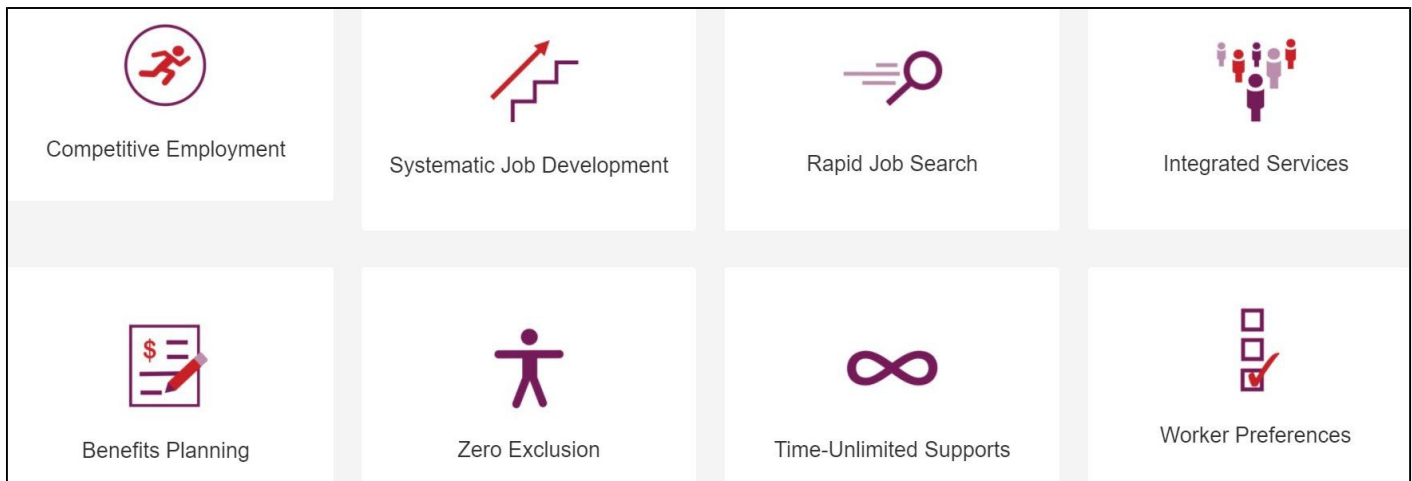 Competitive Employment
Systematic Job Development
Rapid Job Search
Integrated Services
$
Benefits Planning
Zero Exclusion
Time-Unlimited Supports
Worker Preferences